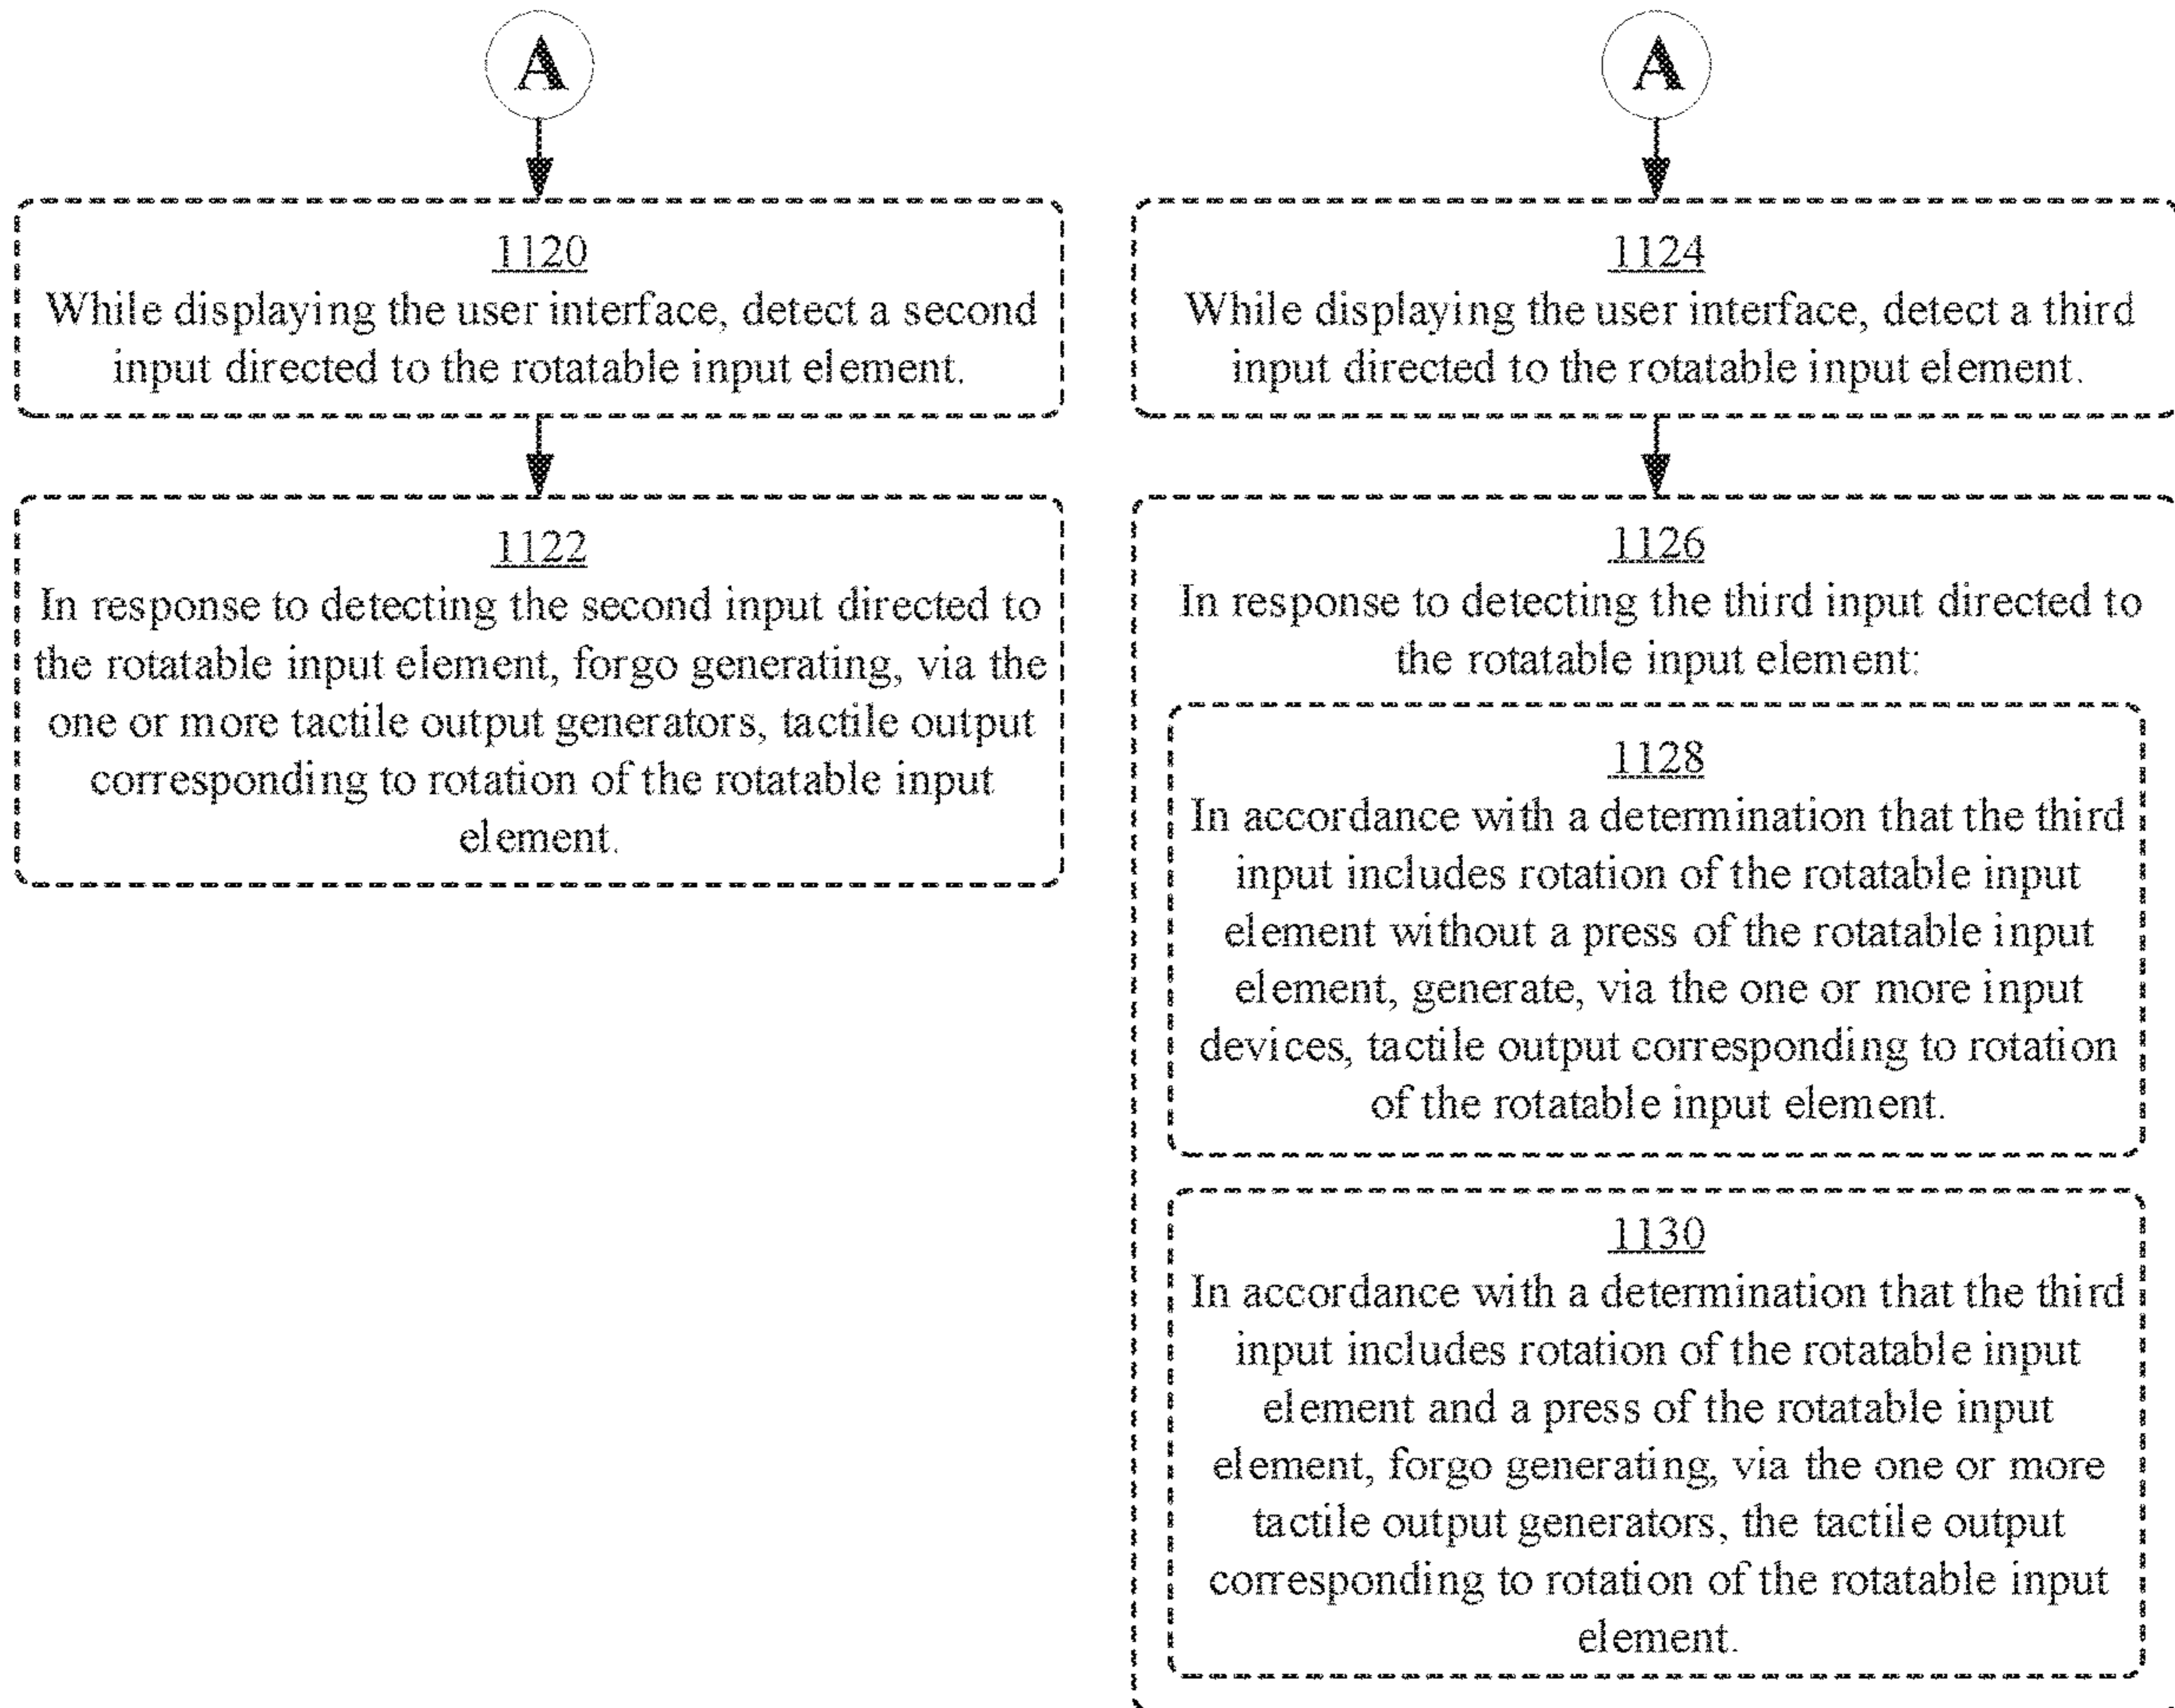 A
1120
While displaying the user interface, detect a second
input directed to the rotatable input element.
1122
In response to detecting the second input directed to
the rotatable input element, forgo generating, via the
one or more tactile output generators, tactile output
corresponding to rotation of the rotatable input
element.
A
1124
While displaying the user interface, detect a third
input directed to the rotatable input element.
1126
In response to detecting the third input directed to
the rotatable input element:
1128
In accordance with a determination that the third
input includes rotation of the rotatable input
element without a press of the rotatable input
element, generate, via the one or more input
devices, tactile output corresponding to rotation
of the rotatable input element.
1130
In accordance with a determination that the third
input includes rotation of the rotatable input
element and a press of the rotatable input
element, forgo generating, via the one or more
tactile output generators, the tactile output
corresponding to rotation of the rotatable input
element.